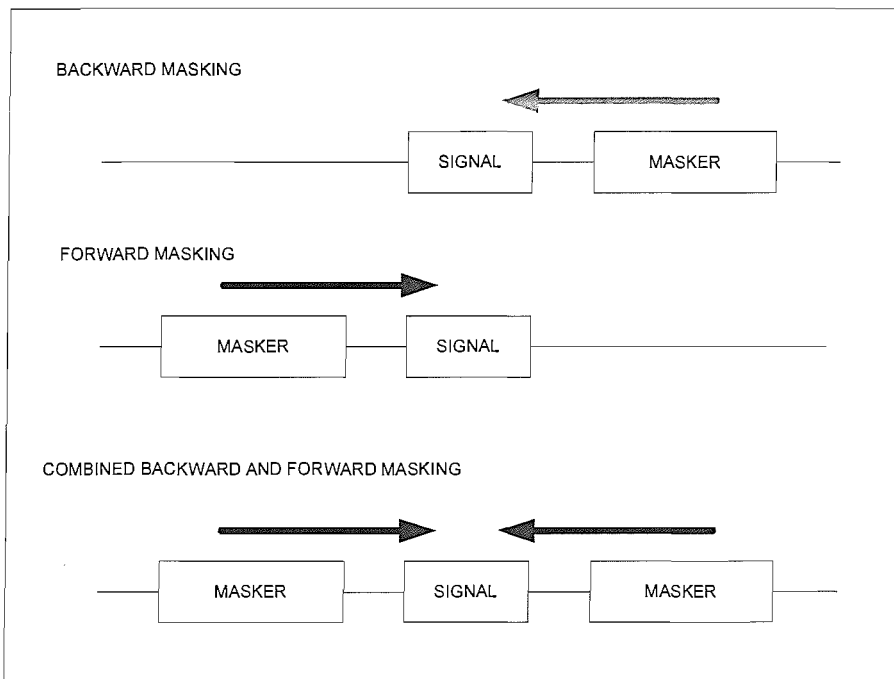 BACKWARD MASKING
SIGNAL MASKER
FORWARD MASKING
MASKER SIGNAL
COMBINED BACKWARD AND FORWARD MASKING
MASKER SIGNAL MASKER